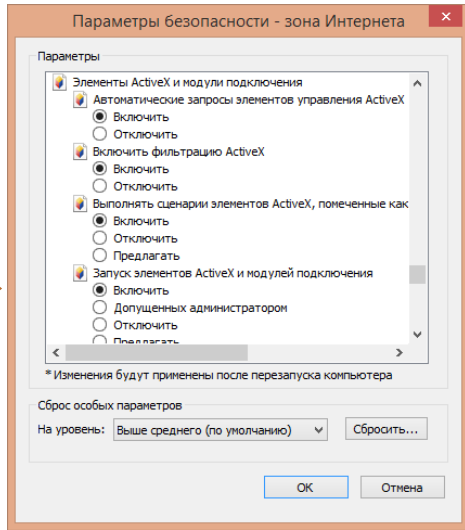 Параметры безопасности - зона Интернета
Параметры
Элементы ActiveX и модули подключения
Автоматические запросы элементов управления ActiveX
Включить
Отключить
Включить фильтрацию ActiveX
Включить
Отключить
Выполнять сценарии элементов ActiveX, помеченные как
Включить
Отключить
Предлагать
Запуск элементов ActiveX и модулей подключения
Включить
Допущенных администратором
Отключить
Предлагать
*Изменения будут применены после перезапуска компьютера
Сброс особых параметров
На уровень: Выше среднего (по умолчанию) Сбросить...
ОК Отмена